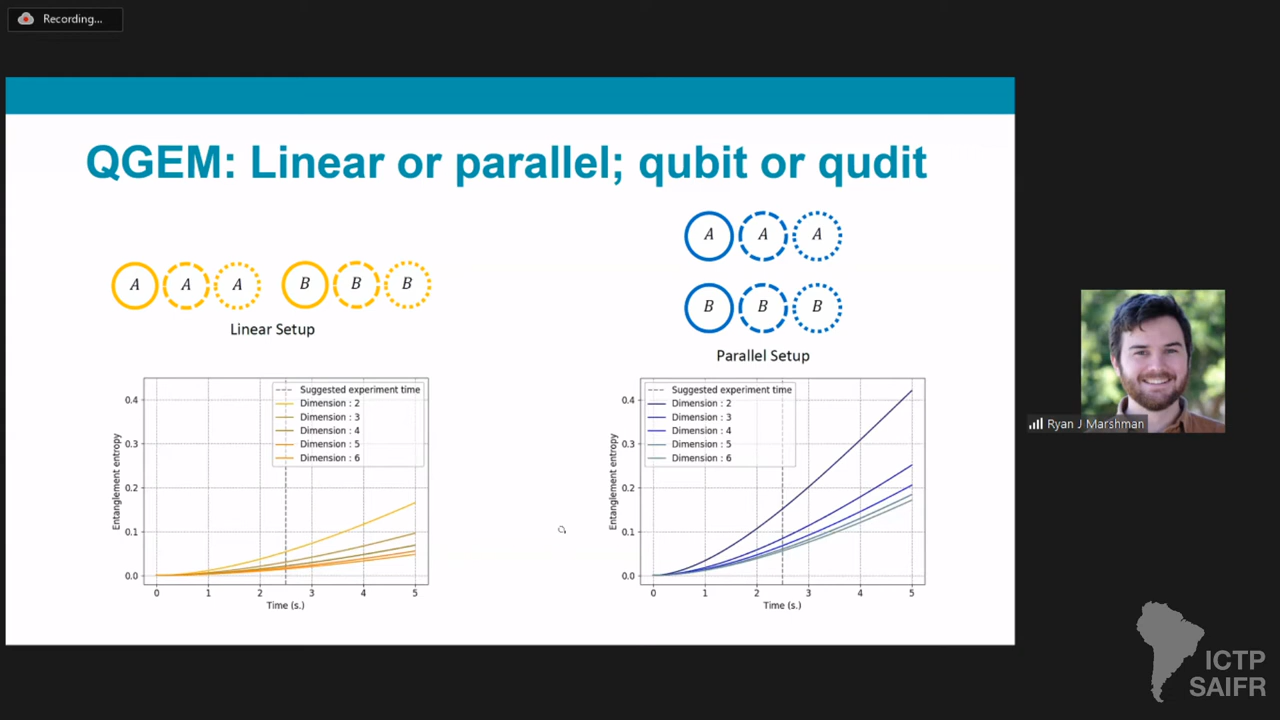 Recording...
QGEM: Linear or parallel; qubit or qudit
A A A B B B
Linear Setup
A A A
B B B
Parallel Setup
Entanglement entropy
0.4
0.3
0.2
0.1
0.0
Suggested experiment time
Dimension : 2
Dimension : 3
Dimension : 4
Dimension : 5
Dimension : 6
0 1 2 3 4 5
Time (s.)
Entanglement entropy
0.4
0.3
0.2
0.1
0.0
Suggested experiment time
Dimension : 2
Dimension : 3
Dimension : 4
Dimension : 5
Dimension : 6
0 1 2 3 4 5
Time (s.)
Ryan J Marshman
ICTP
SAIFR